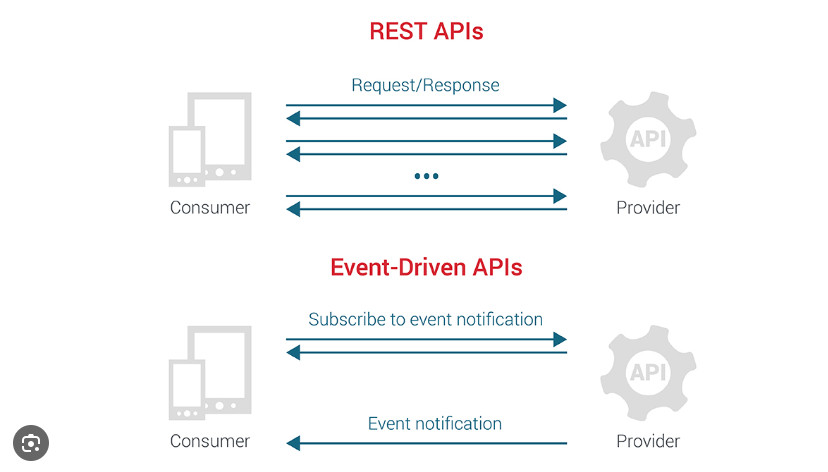 REST APIs
Request/Response
API
...
Consumer
Provider
Event-Driven APIs
Subscribe to event notification
API
Event notification
Consumer
Provider